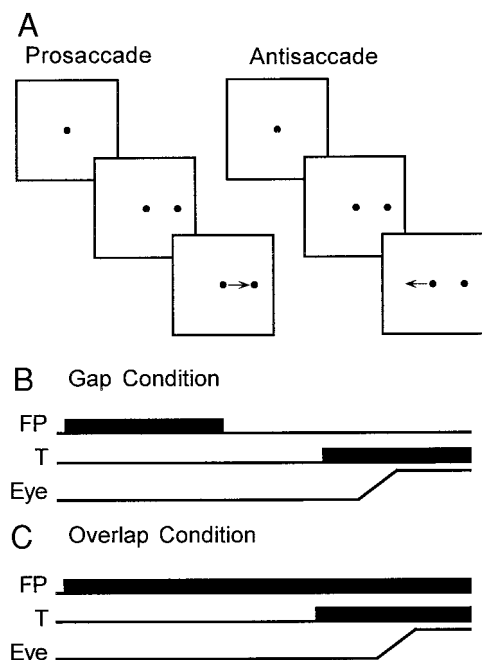 A
Prosaccade Antisaccade
B Gap Condition
FP
T
Eye
C Overlap Condition
FP
T
Eye